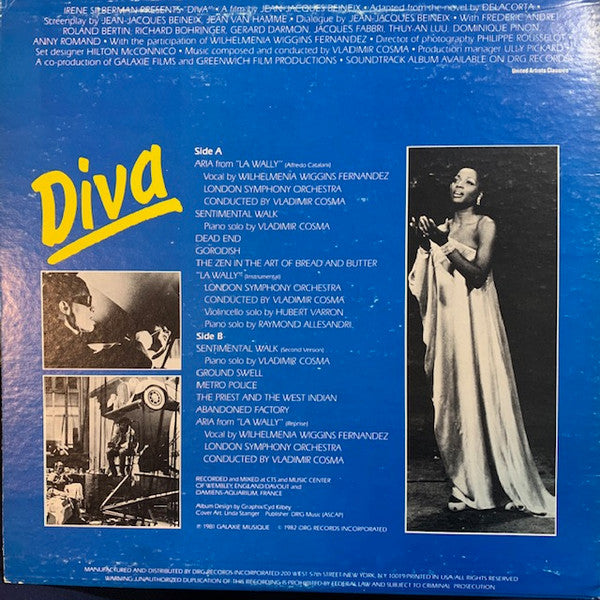 IRENE SILBERMAN PRESENTS "DIVA" • A film by JEAN-JACQUES BEINEIX • Adapted from the novel by DELACORTA •
Screenplay by JEAN-JACQUES BEINEIX, JEAN VAN HAMME • Dialogue by JEAN-JACQUES BEINEIX • With FREDERIC ANDREI,
ROLAND BERTIN, RICHARD BOHRINGER, GERARD DARMON, JACQUES FABBRI, THUY-AN LUU, DOMINIQUE PINON,
ANNY ROMAND • With the participation of WILHELMENIA WIGGINS FERNANDEZ • Director of photography PHILIPPE ROUSSELOT
Set designer HILTON McCONNICO • Music composed and conducted by VLADIMIR COSMA • Production manager ULLY PICKARD •
A co-production of GALAXIE FILMS and GREENWICH FILM PRODUCTIONS • SOUNDTRACK ALBUM AVAILABLE ON DRG RECORDS
United Artists Classics
Diva
Side A
ARIA from "LA WALLY" (Alfredo Catalani)
Vocal by WILHELMENIA WIGGINS FERNANDEZ
LONDON SYMPHONY ORCHESTRA
CONDUCTED BY VLADIMIR COSMA
SENTIMENTAL WALK
Piano solo by VLADIMIR COSMA
DEAD END
GORODISH
THE ZEN IN THE ART OF BREAD AND BUTTER
"LA WALLY" (Instrumental)
LONDON SYMPHONY ORCHESTRA
CONDUCTED BY VLADIMIR COSMA
Violincello solo by HUBERT VARRON
Piano solo by RAYMOND ALLESANDRI
Side B
SENTIMENTAL WALK (Second Version)
Piano solo by VLADIMIR COSMA
GROUND SWELL
METRO POLICE
THE PRIEST AND THE WEST INDIAN
ABANDONED FACTORY
ARIA from "LA WALLY" (Reprise)
Vocal by WILHELMENIA WIGGINS FERNANDEZ
LONDON SYMPHONY ORCHESTRA
CONDUCTED BY VLADIMIR COSMA
RECORDED and MIXED at CTS and MUSIC CENTER
OF WEMBLEY, ENGLAND/DAVOUT and
DAMIENS-AQUARIUM, FRANCE
Album Design by Graphix/Cyd Kilbey
Cover Art: Linda Stanger Publisher DRG Music (ASCAP)
℗ 1981 GALAXIE MUSIQUE © 1982 DRG RECORDS INCORPORATED
MANUFACTURED AND DISTRIBUTED BY DRG RECORDS INCORPORATED 200 WEST 57th STREET NEW YORK, N.Y. 10019 PRINTED IN USA/ALL RIGHTS RESERVED
WARNING: UNAUTHORIZED DUPLICATION OF THIS RECORDING IS PROHIBITED BY FEDERAL LAW AND SUBJECT TO CRIMINAL PROSECUTION